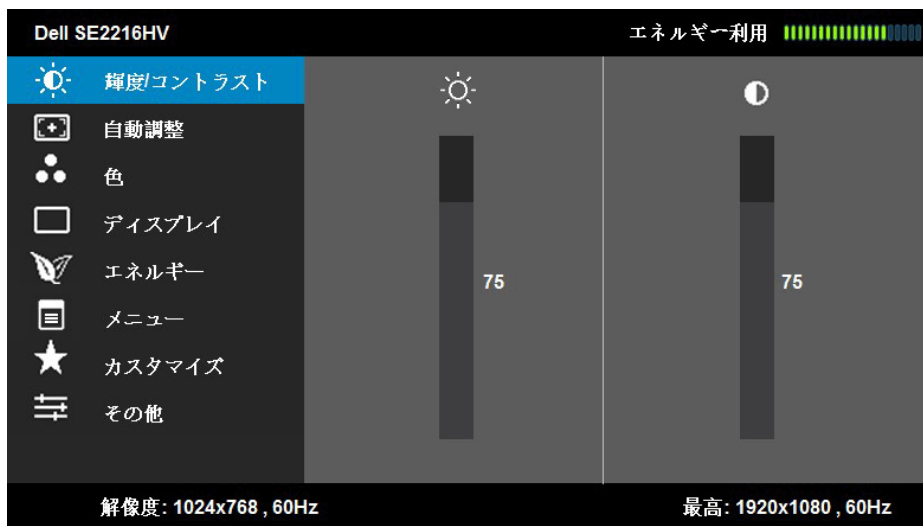 Dell SE2216HV
エネルギー利用
輝度/コントラスト
自動調整
色
ディスプレイ
エネルギー
メニュー
カスタマイズ
その他
75
75
解像度: 1024x768 , 60Hz
最高: 1920x1080 , 60Hz